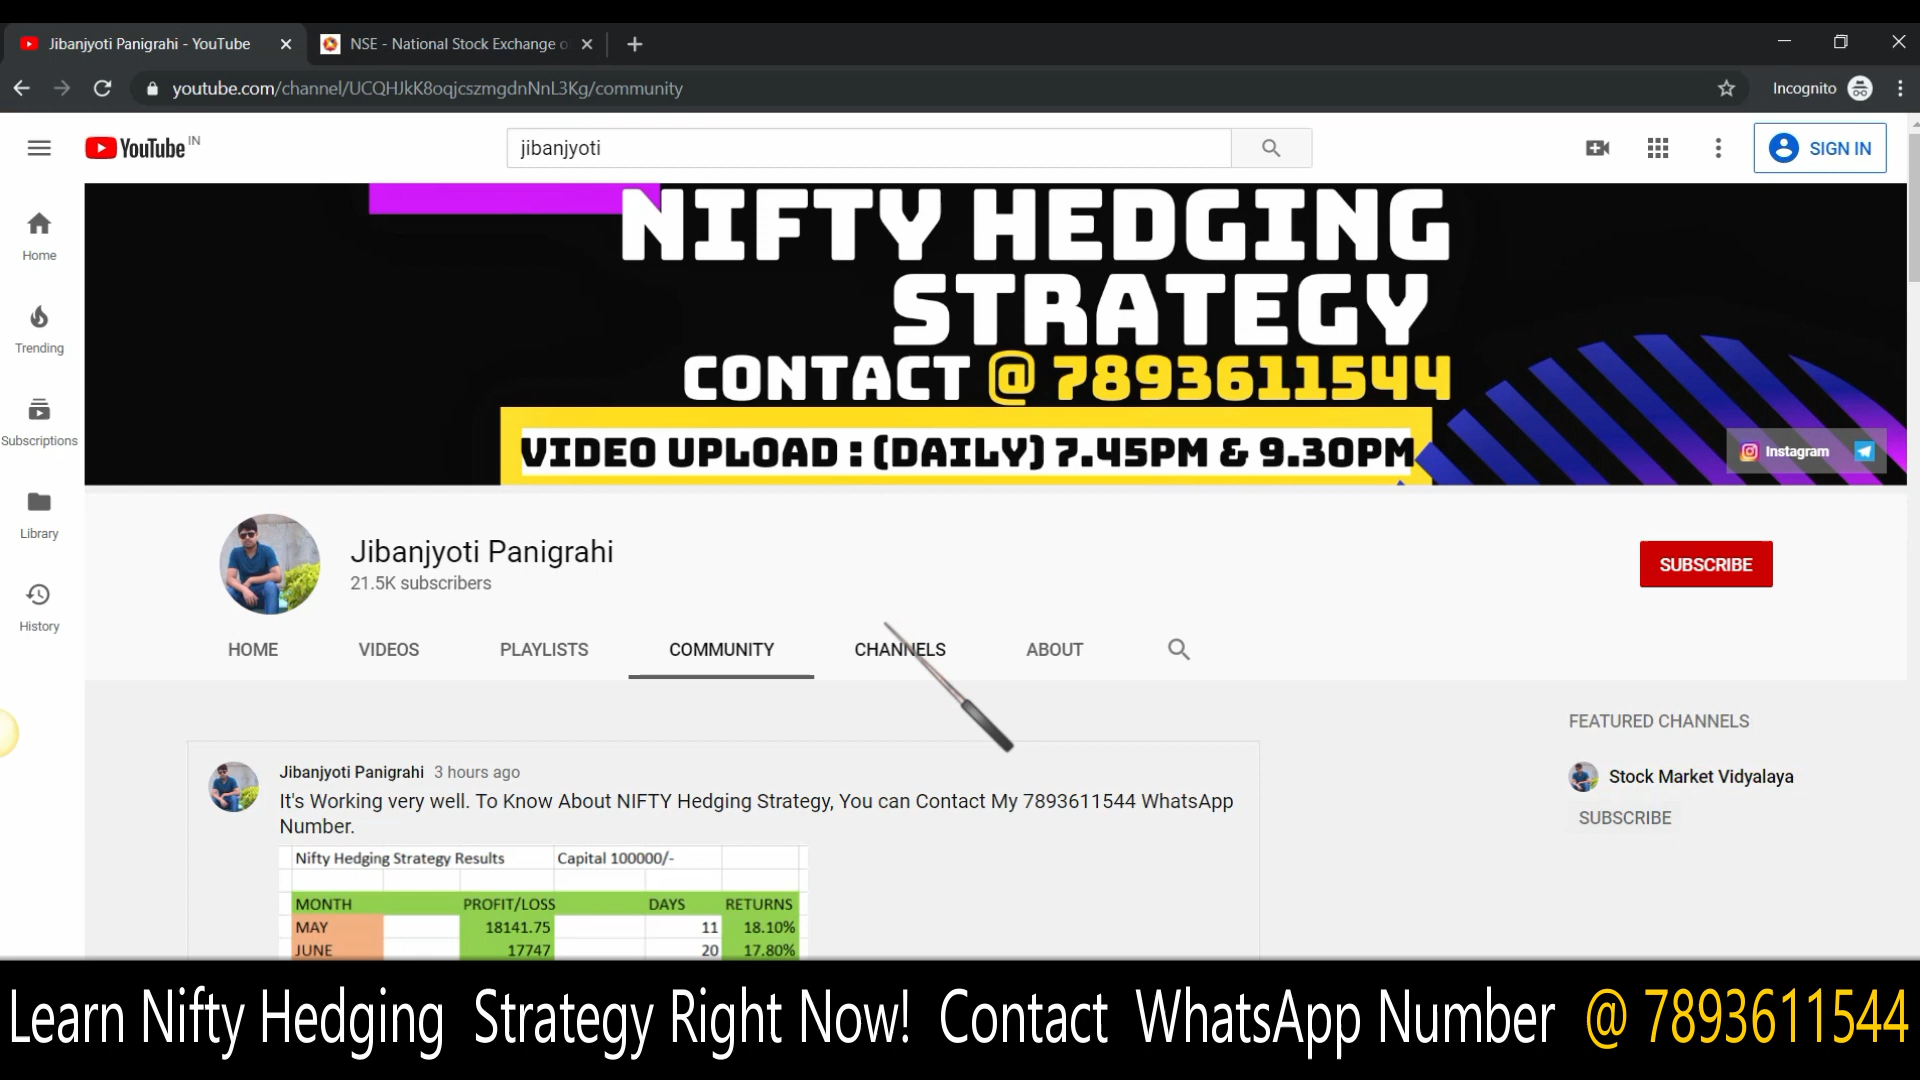 Jibanjyoti Panigrahi - YouTube
NSE - National Stock Exchange o
youtube.com/channel/UCQHJkK8oqjcszmgdnNnL3Kg/community
Incognito
YouTube IN
jibanjyoti
SIGN IN
NIFTY HEDGING
STRATEGY
CONTACT @ 7893611544
VIDEO UPLOAD : (DAILY) 7.45PM & 9.30PM
Instagram
Home
Trending
Subscriptions
Library
History
Jibanjyoti Panigrahi
21.5K subscribers
SUBSCRIBE
HOME VIDEOS PLAYLISTS COMMUNITY CHANNELS ABOUT
FEATURED CHANNELS
Stock Market Vidyalaya
SUBSCRIBE
Jibanjyoti Panigrahi 3 hours ago
It's Working very well. To Know About NIFTY Hedging Strategy, You can Contact My 7893611544 WhatsApp
Number.
Nifty Hedging Strategy Results Capital 100000/-
MONTH PROFIT/LOSS DAYS RETURNS
MAY 18141.75 11 18.10%
JUNE 17747 20 17.80%
Learn Nifty Hedging Strategy Right Now! Contact WhatsApp Number @ 7893611544